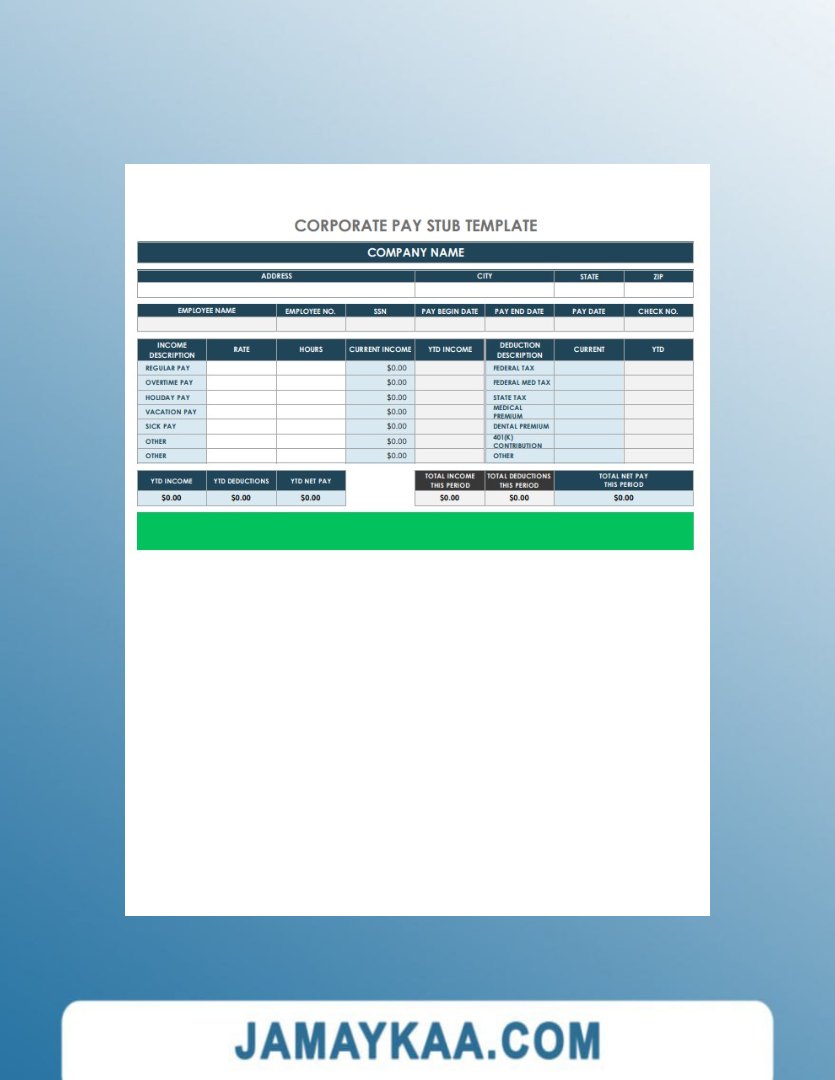 CORPORATE PAY STUB TEMPLATE
COMPANY NAME
ADDRESS CITY STATE ZIP
EMPLOYEE NAME EMPLOYEE NO. SSN PAY BEGIN DATE PAY END DATE PAY DATE CHECK NO.
INCOME DESCRIPTION RATE HOURS CURRENT INCOME YTD INCOME DEDUCTION DESCRIPTION CURRENT YTD
REGULAR PAY $0.00 FEDERAL TAX
OVERTIME PAY $0.00 FEDERAL MED TAX
HOLIDAY PAY $0.00 STATE TAX
VACATION PAY $0.00 MEDICAL PREMIUM
SICK PAY $0.00 DENTAL PREMIUM
OTHER $0.00 401(K) CONTRIBUTION
OTHER $0.00 OTHER
YTD INCOME YTD DEDUCTIONS YTD NET PAY TOTAL INCOME THIS PERIOD TOTAL DEDUCTIONS THIS PERIOD TOTAL NET PAY THIS PERIOD
$0.00 $0.00 $0.00 $0.00 $0.00 $0.00
JAMAYKAA.COM